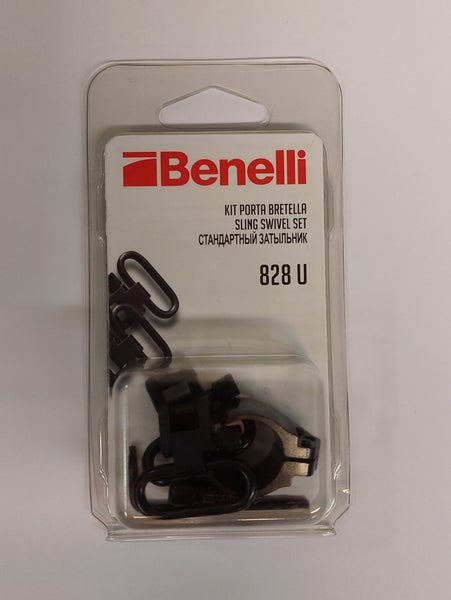 Benelli
KIT PORTA BRETELLA
SLING SWIVEL SET
СТАНДАРТНЫЙ ЗАТЫЛЬНИК
828 U